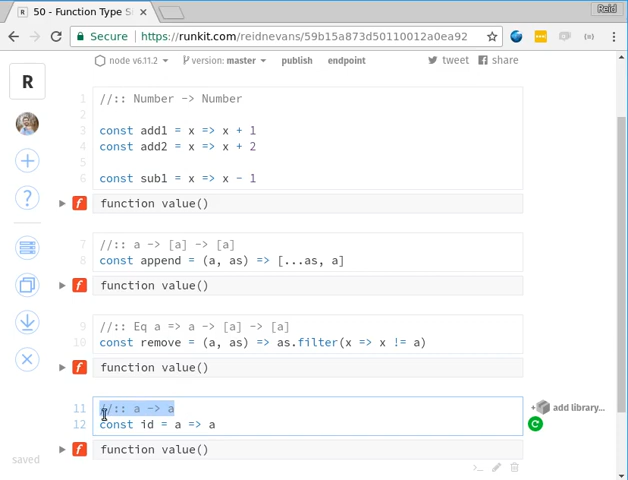 50 - Function Type S
Reid
Secure
https://runkit.com/reidnevans/59b15a873d50110012a0ea92
R
node v6.11.2
version: master
publish
endpoint
tweet
share
1 //:: Number -> Number
2
3 const add1 = x => x + 1
4 const add2 = x => x + 2
5
6 const sub1 = x => x - 1
f function value()
7 //:: a -> [a] -> [a]
8 const append = (a, as) => [...as, a]
f function value()
9 //:: Eq a => a -> [a] -> [a]
10 const remove = (a, as) => as.filter(x => x != a)
f function value()
11 //:: a -> a
add library...
12 const id = a => a
f function value()
saved